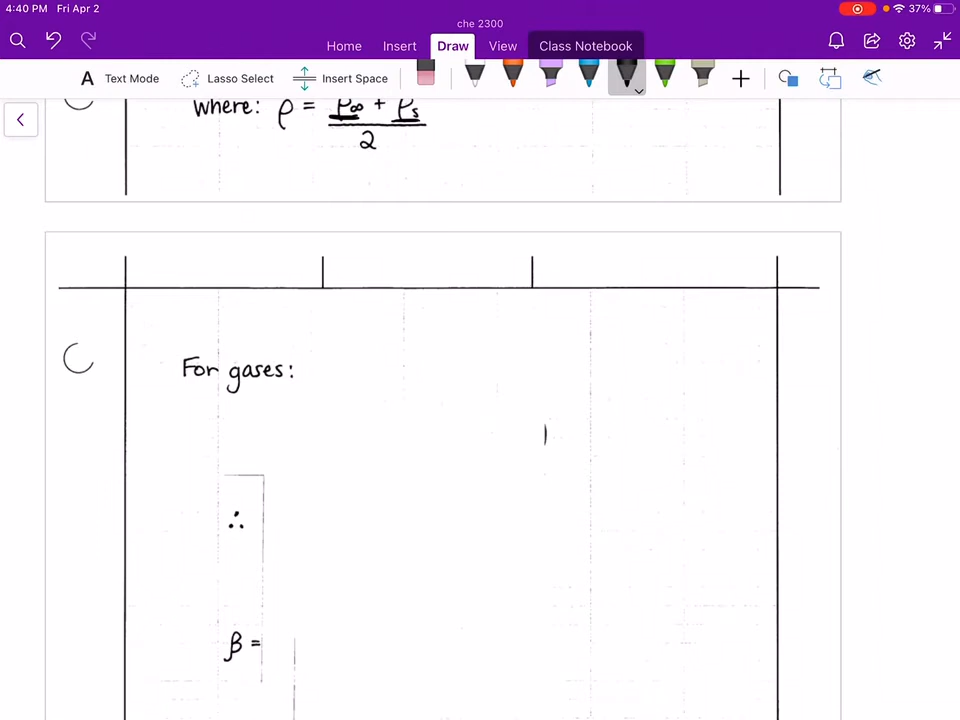 4:40 PM Fri Apr 2
37%
che 2300
Home Insert Draw View Class Notebook
A Text Mode Lasso Select Insert Space
where: ρ = ρ∞ + ρs
2
For gases:
∴
β =